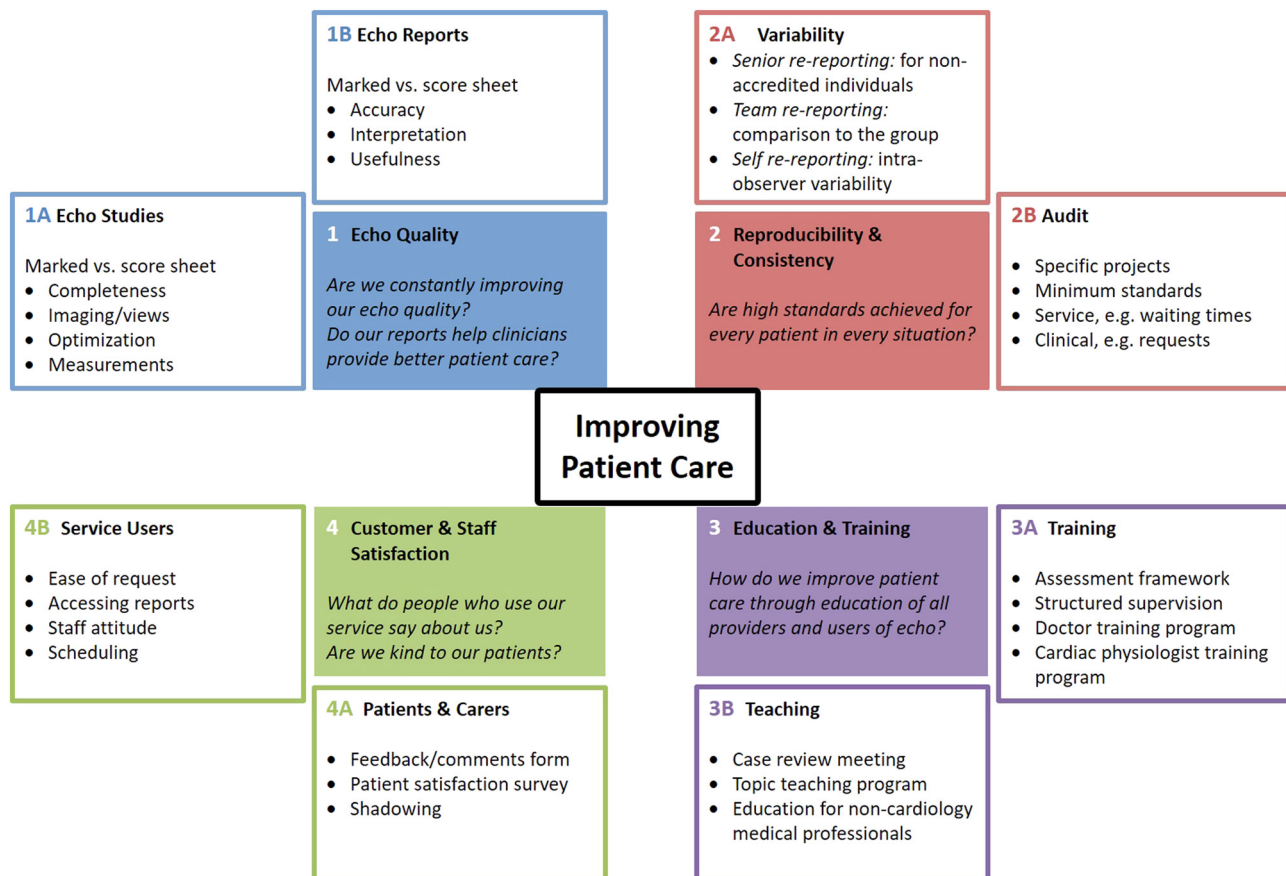 1B Echo Reports
Marked vs. score sheet
• Accuracy
• Interpretation
• Usefulness
2A Variability
• Senior re-reporting: for non-
accredited individuals
• Team re-reporting:
comparison to the group
• Self re-reporting: intra-
observer variability
1A Echo Studies
Marked vs. score sheet
• Completeness
• Imaging/views
• Optimization
• Measurements
1 Echo Quality
Are we constantly improving
our echo quality?
Do our reports help clinicians
provide better patient care?
2 Reproducibility &
Consistency
Are high standards achieved for
every patient in every situation?
2B Audit
• Specific projects
• Minimum standards
• Service, e.g. waiting times
• Clinical, e.g. requests
Improving
Patient Care
4B Service Users
• Ease of request
• Accessing reports
• Staff attitude
• Scheduling
4 Customer & Staff
Satisfaction
What do people who use our
service say about us?
Are we kind to our patients?
3 Education & Training
How do we improve patient
care through education of all
providers and users of echo?
3A Training
• Assessment framework
• Structured supervision
• Doctor training program
• Cardiac physiologist training
program
4A Patients & Carers
• Feedback/comments form
• Patient satisfaction survey
• Shadowing
3B Teaching
• Case review meeting
• Topic teaching program
• Education for non-cardiology
medical professionals